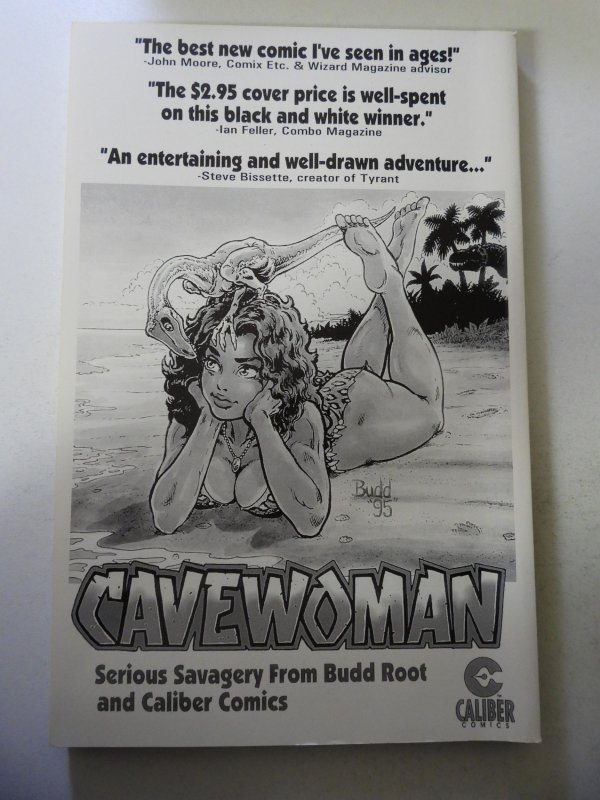 "The best new comic I've seen in ages!"
-John Moore, Comix Etc. & Wizard Magazine advisor
"The $2.95 cover price is well-spent
on this black and white winner."
-Ian Feller, Combo Magazine
"An entertaining and well-drawn adventure..."
-Steve Bissette, creator of Tyrant
Budd
'95
CAVEWOMAN
Serious Savagery From Budd Root
and Caliber Comics
CALIBER
COMICS